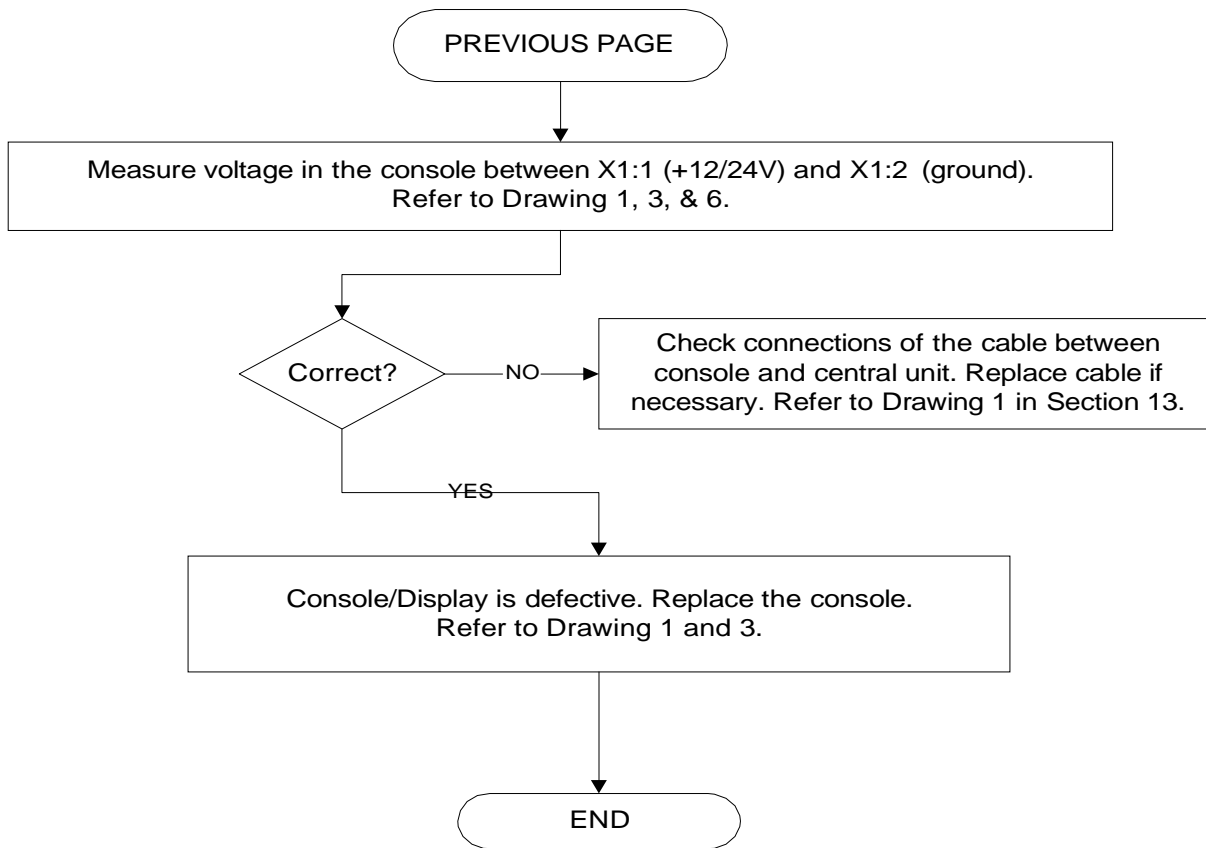 PREVIOUS PAGE
Measure voltage in the console between X1:1 (+12/24V) and X1:2 (ground).
Refer to Drawing 1, 3, & 6.
Correct?
NO
Check connections of the cable between
console and central unit. Replace cable if
necessary. Refer to Drawing 1 in Section 13.
YES
Console/Display is defective. Replace the console.
Refer to Drawing 1 and 3.
END